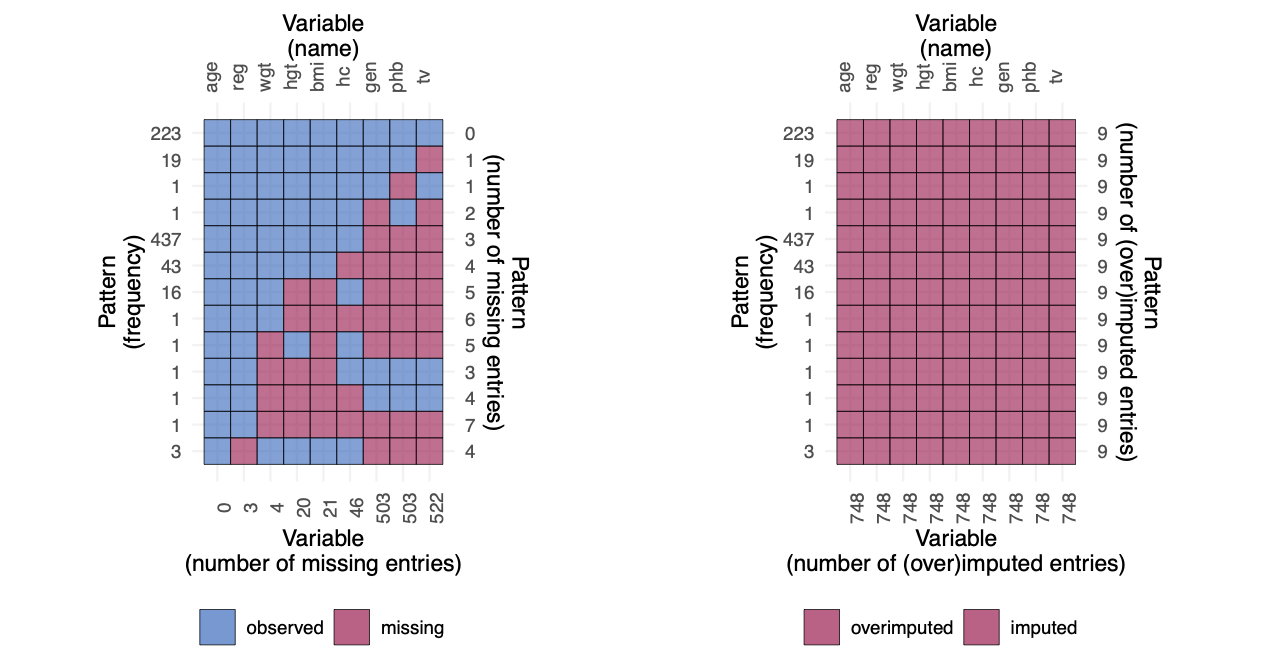 Variable
(name)
age reg wgt hgt bmi hc gen phb tv
Pattern
(frequency)
223 0
19 1
1 1
1 2
437 3
43 4
16 5
1 6
1 5
1 3
1 4
1 7
3 4
Pattern
(number of missing entries)
0 3 4 20 21 46 503 503 522
Variable
(number of missing entries)
observed missing
Variable
(name)
age reg wgt hgt bmi hc gen phb tv
Pattern
(frequency)
223 9
19 9
1 9
1 9
437 9
43 9
16 9
1 9
1 9
1 9
1 9
1 9
3 9
Pattern
(number of (over)imputed entries)
748 748 748 748 748 748 748 748 748
Variable
(number of (over)imputed entries)
overimputed imputed